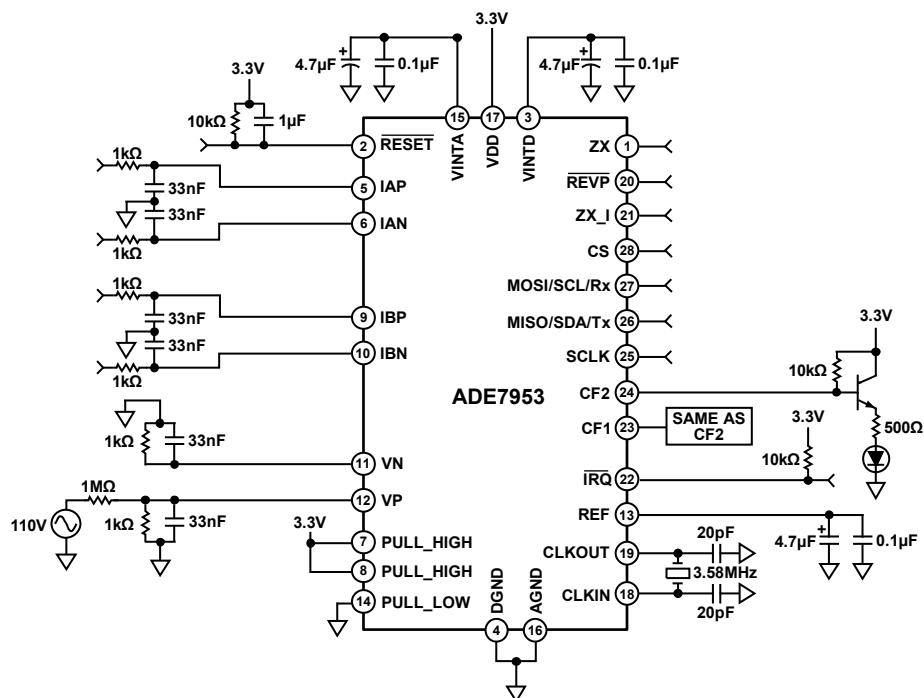 3.3V
4.7µF
+
0.1µF
4.7µF
+
0.1µF
3.3V
10kΩ
1µF
15
17
3
VINTA
VDD
VINTD
2
RESET
1kΩ
33nF
33nF
1kΩ
5
IAP
6
IAN
1kΩ
33nF
33nF
1kΩ
9
IBP
10
IBN
1kΩ
33nF
11
VN
1MΩ
12
VP
110V
1kΩ
33nF
3.3V
7
PULL_HIGH
8
PULL_HIGH
14
PULL_LOW
DGND
AGND
4
16
ADE7953
ZX
1
REVP
20
ZX_I
21
CS
28
MOSI/SCL/Rx
27
MISO/SDA/Tx
26
SCLK
25
CF2
24
3.3V
10kΩ
500Ω
CF1
23
SAME AS
CF2
3.3V
10kΩ
IRQ
22
REF
13
4.7µF
+
0.1µF
CLKOUT
19
20pF
3.58MHz
CLKIN
18
20pF